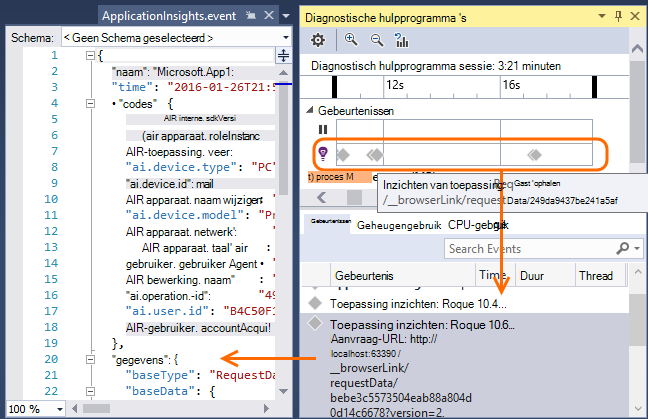 ApplicationInsights.event
Schema: < Geen Schema geselecteerd >
1 {
2 "naam": "Microsoft.App1:
3 "time": "2016-01-26T21:5
4 "codes" {
5 AIR interne. sdkVersi
6 (air apparaat. roleInstanc
7 AIR-toepassing. veer:
8 "ai.device.type": "PC"
9 "ai.device.id": mail
10 AIR apparaat. naam wijziger:
11 "ai.device.model": "Pr
12 AIR apparaat. netwerk':
13 AIR apparaat. taal' air :
14 gebruiker. gebruiker Agent
15 AIR bewerking. naam" :
16 "ai.operation.-id": "49
17 "ai.user.id": "B4C50F1
18 AIR-gebruiker. accountAcqui!
19 },
20 "gegevens": {
21 "baseType": "RequestDa
22 "baseData": {
100 %
Diagnostische hulpprogramma 's
Diagnostisch hulpprogramma sessie: 3:21 minuten
12s 16s
Gebeurtenissen
t) proces M
Inzichten van toepassing Req Gast 'ophalen
/__browserLink/request Data/249da9437be241a5af
Gebeurtenissen Geheugengebruik CPU-gebruik
Search Events
Gebeurtenis Time Duur Thread
Toepassing inzichten: Roque 10.4...
Toepassing inzichten: Roque 10.6...
Aanvraag-URL: http://
localhost:63390 /
__browserLink/
requestData/
bebe3c5573504eab88a804d
0d14c6678?version=2.